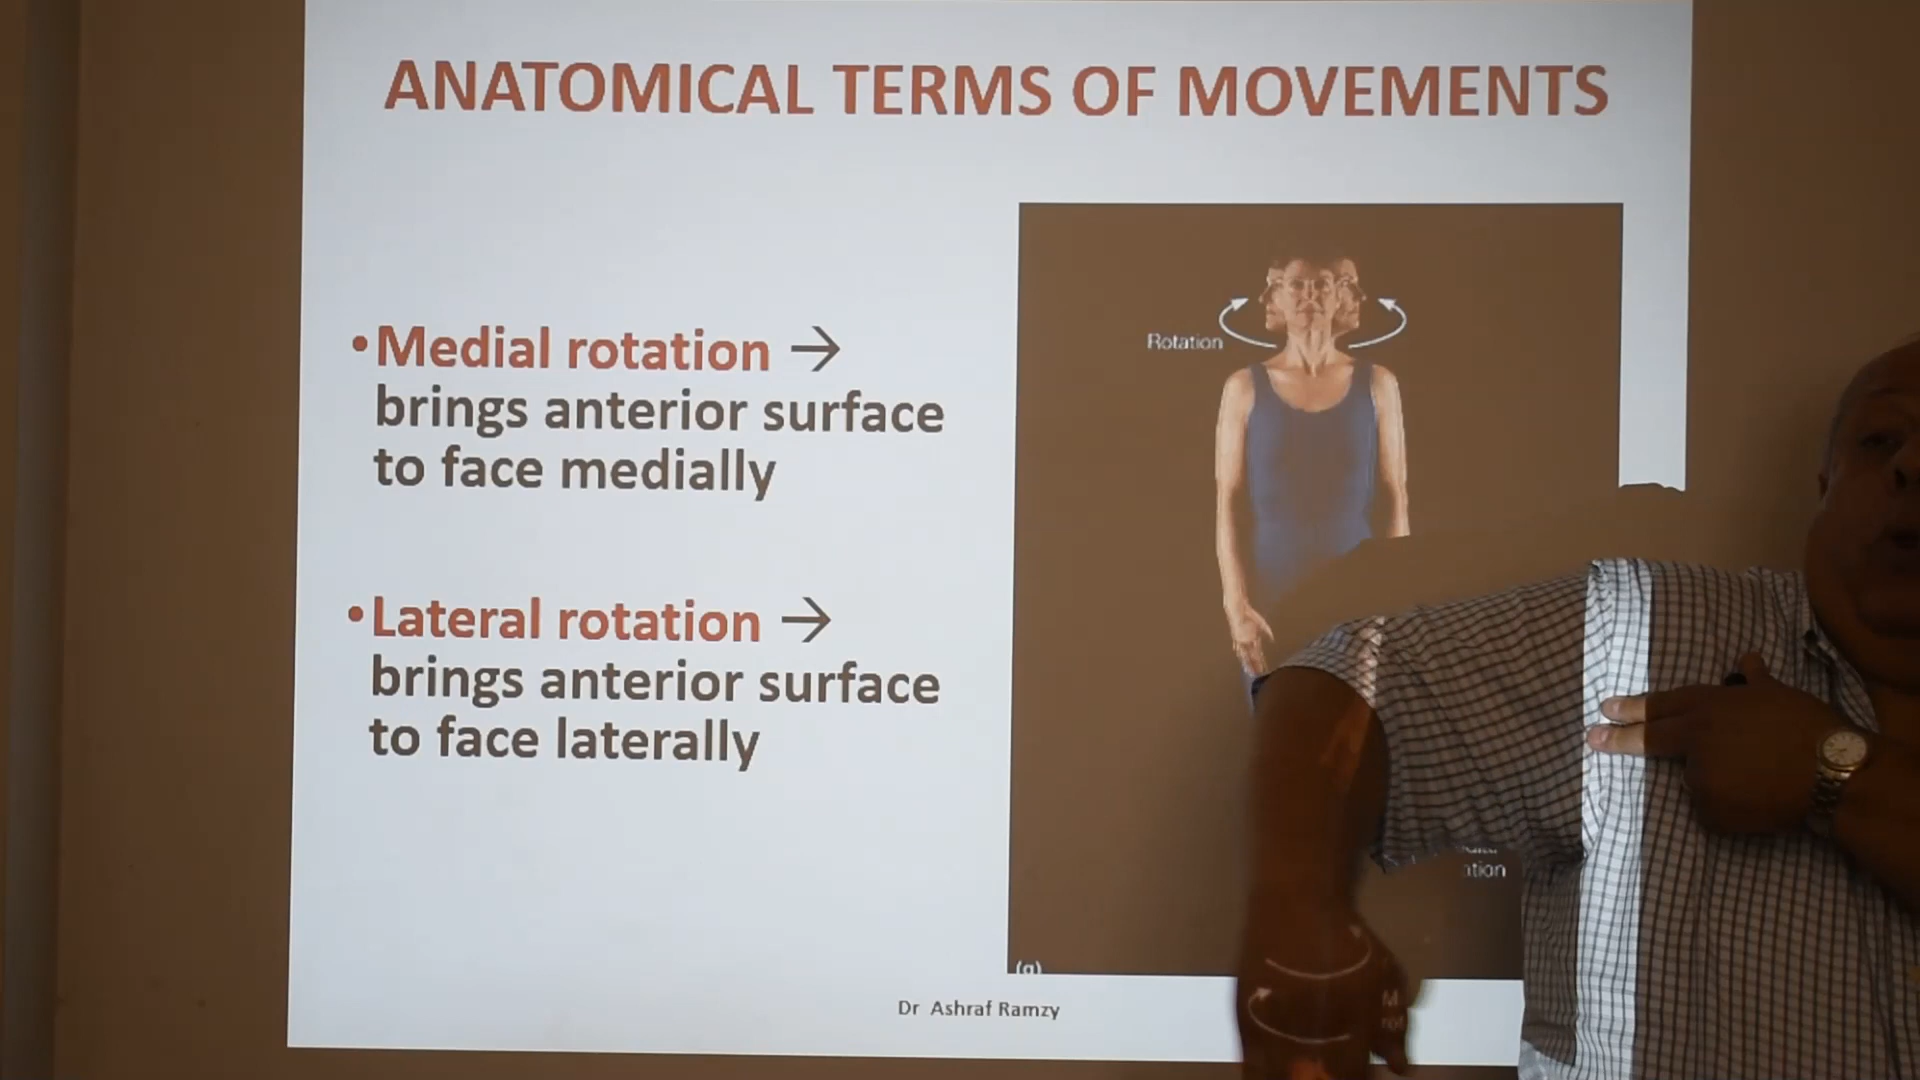 ANATOMICAL TERMS OF MOVEMENTS
•Medial rotation →
brings anterior surface
to face medially
•Lateral rotation →
brings anterior surface
to face laterally
Rotation
(g)
Dr Ashraf Ramzy